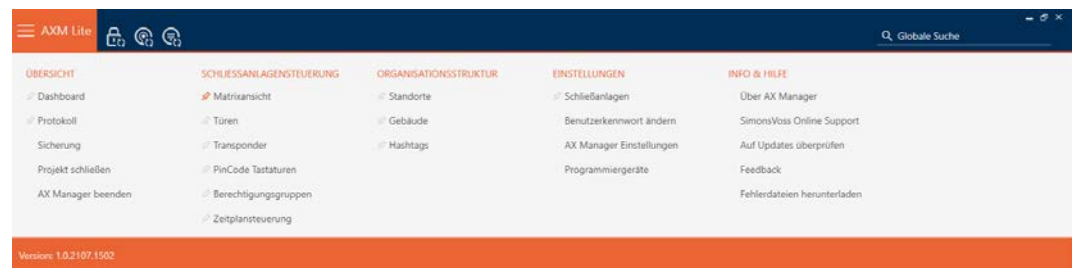 AXM Lite
Globale Suche
ÜBERSICHT
Dashboard
Protokoll
Sicherung
Projekt schließen
AX Manager beenden
SCHLIESSANLAGENSTEUERUNG
Matrixansicht
Türen
Transponder
PinCode Tastaturen
Berechtigungsgruppen
Zeitplansteuerung
ORGANISATIONSSTRUKTUR
Standorte
Gebäude
Hashtags
EINSTELLUNGEN
Schließanlagen
Benutzerkennwort ändern
AX Manager Einstellungen
Programmiergeräte
INFO & HILFE
Über AX Manager
SimonsVoss Online Support
Auf Updates überprüfen
Feedback
Fehlerdateien herunterladen
Version: 1.0.2107.1502